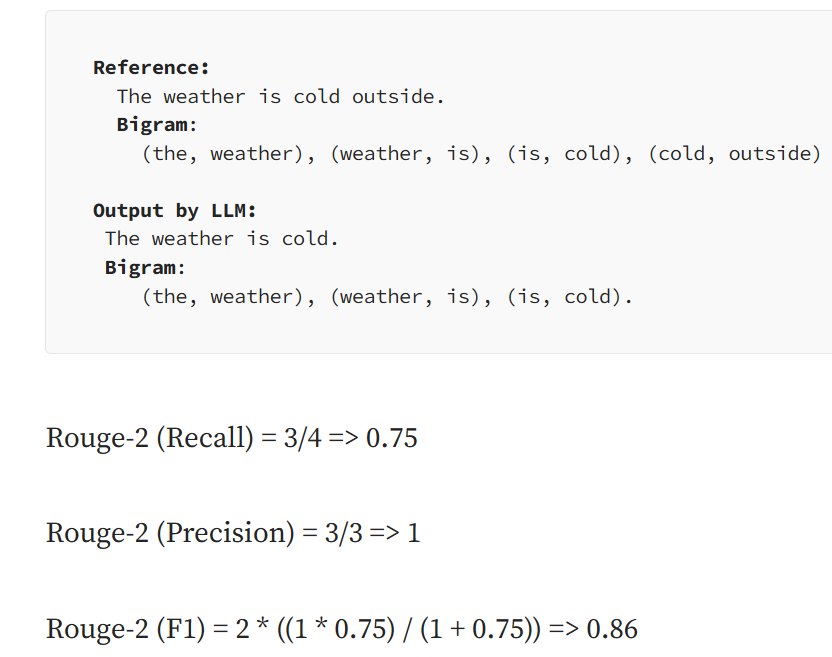 Reference:
The weather is cold outside.
Bigram:
(the, weather), (weather, is), (is, cold), (cold, outside)
Output by LLM:
The weather is cold.
Bigram:
(the, weather), (weather, is), (is, cold).
Rouge-2 (Recall) = 3/4 => 0.75
Rouge-2 (Precision) = 3/3 => 1
Rouge-2 (F1) = 2 * ((1 * 0.75) / (1 + 0.75)) => 0.86